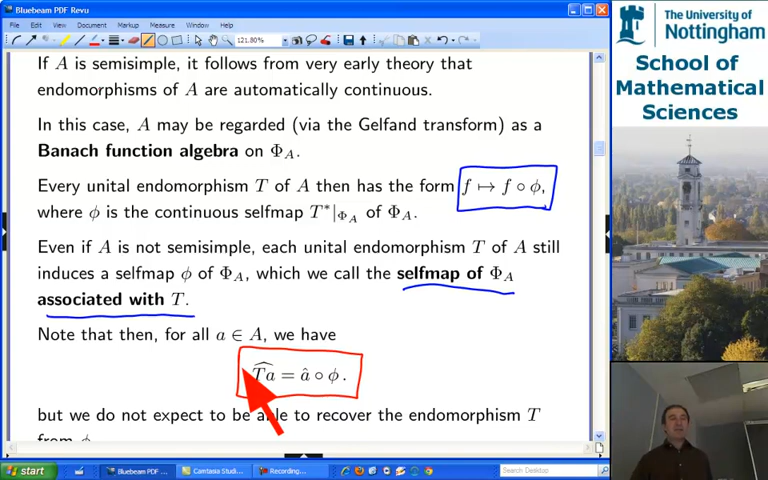 Bluebeam PDF Revu
File Edit View Document Markup Measure Window Help
121.80%
If A is semisimple, it follows from very early theory that
endomorphisms of A are automatically continuous.
In this case, A may be regarded (via the Gelfand transform) as a
Banach function algebra on Φ_A.
Every unital endomorphism T of A then has the form f ↦ f ∘ ϕ,
where ϕ is the continuous selfmap T*|_Φ_A of Φ_A.
Even if A is not semisimple, each unital endomorphism T of A still
induces a selfmap ϕ of Φ_A, which we call the selfmap of Φ_A
associated with T.
Note that then, for all a ∈ A, we have
T̂a = â ∘ ϕ .
but we do not expect to be able to recover the endomorphism T
from ϕ
The University of
Nottingham
School of
Mathematical
Sciences
start
Bluebeam PDF ...
Camtasia Studi...
Recording...
Search Desktop